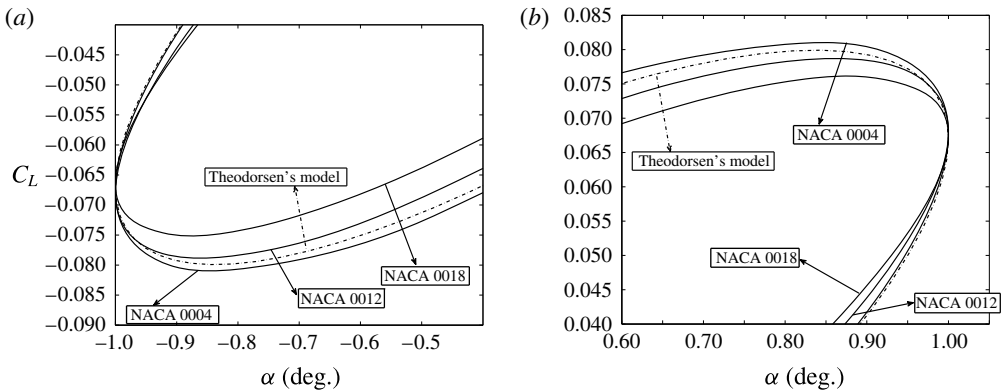 (a)
−0.045
−0.050
−0.055
−0.060
C_L −0.065
−0.070
−0.075
−0.080
−0.085
−0.090
Theodorsen's model
NACA 0018
NACA 0012
NACA 0004
−1.0 −0.9 −0.8 −0.7 −0.6 −0.5
α (deg.)
(b)
0.085
0.080
0.075
0.070
0.065
0.060
0.055
0.050
0.045
0.040
NACA 0004
Theodorsen's model
NACA 0018
NACA 0012
0.60 0.70 0.80 0.90 1.00
α (deg.)